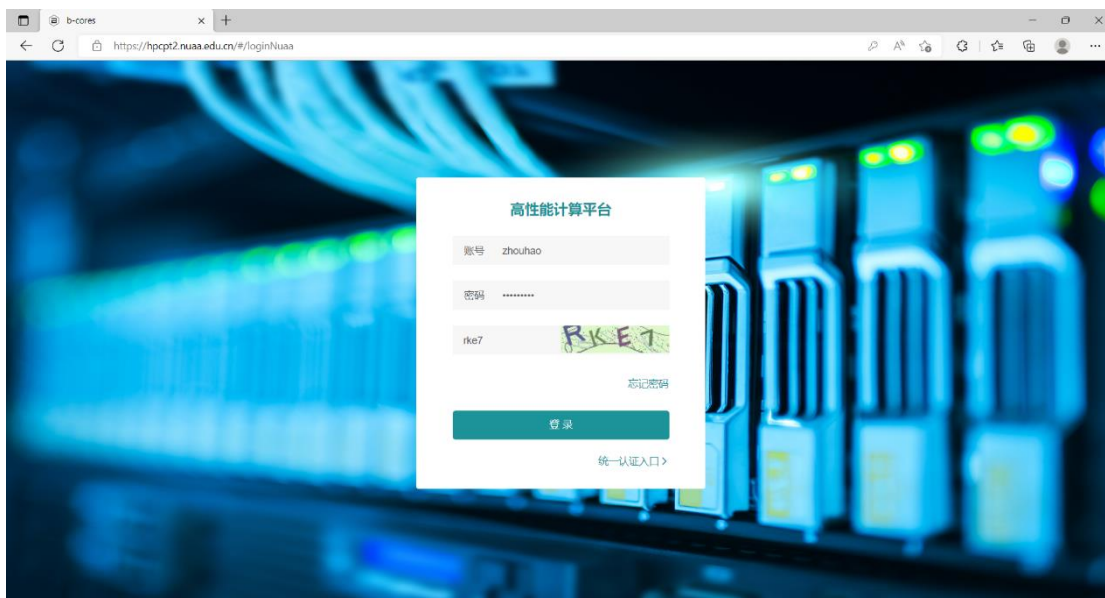 b-cores
https://hpcpt2.nuaa.edu.cn/#/loginNuaa
高性能计算平台
账号 zhouhao
密码 ·········
rke7 RKE7
忘记密码
登 录
统一认证入口 >